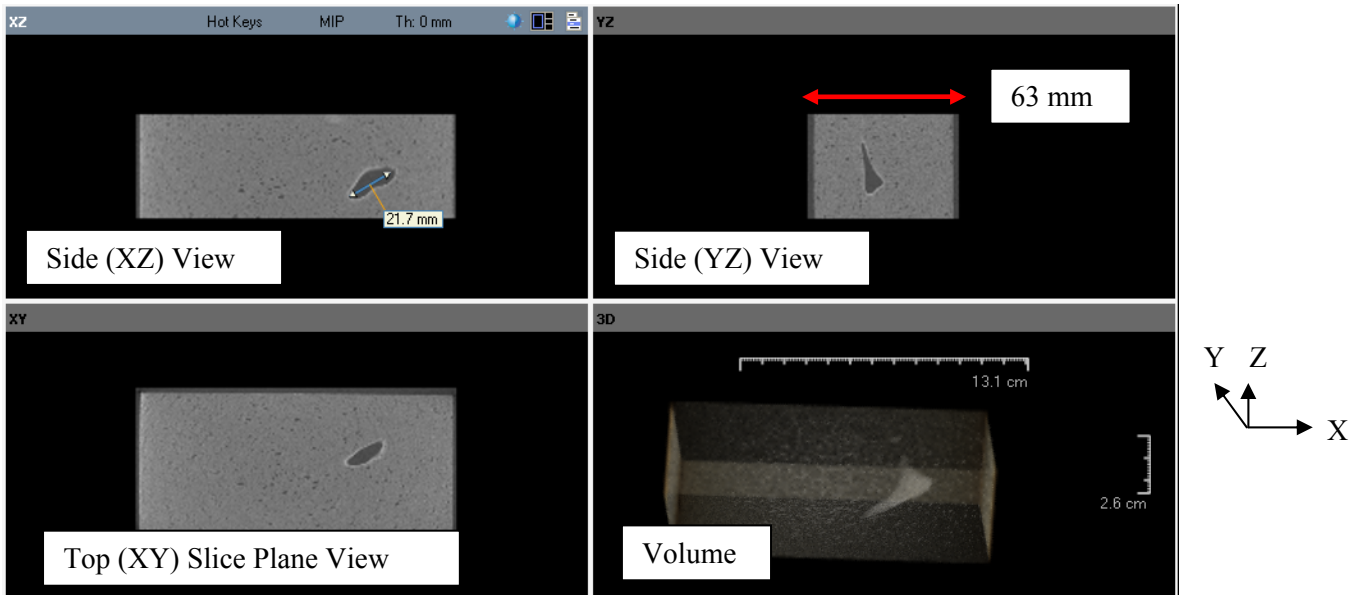 XZ Hot Keys MIP Th: 0 mm
21.7 mm
Side (XZ) View
YZ
63 mm
Side (YZ) View
XY
Top (XY) Slice Plane View
3D
13.1 cm
2.6 cm
Volume
Y Z
X